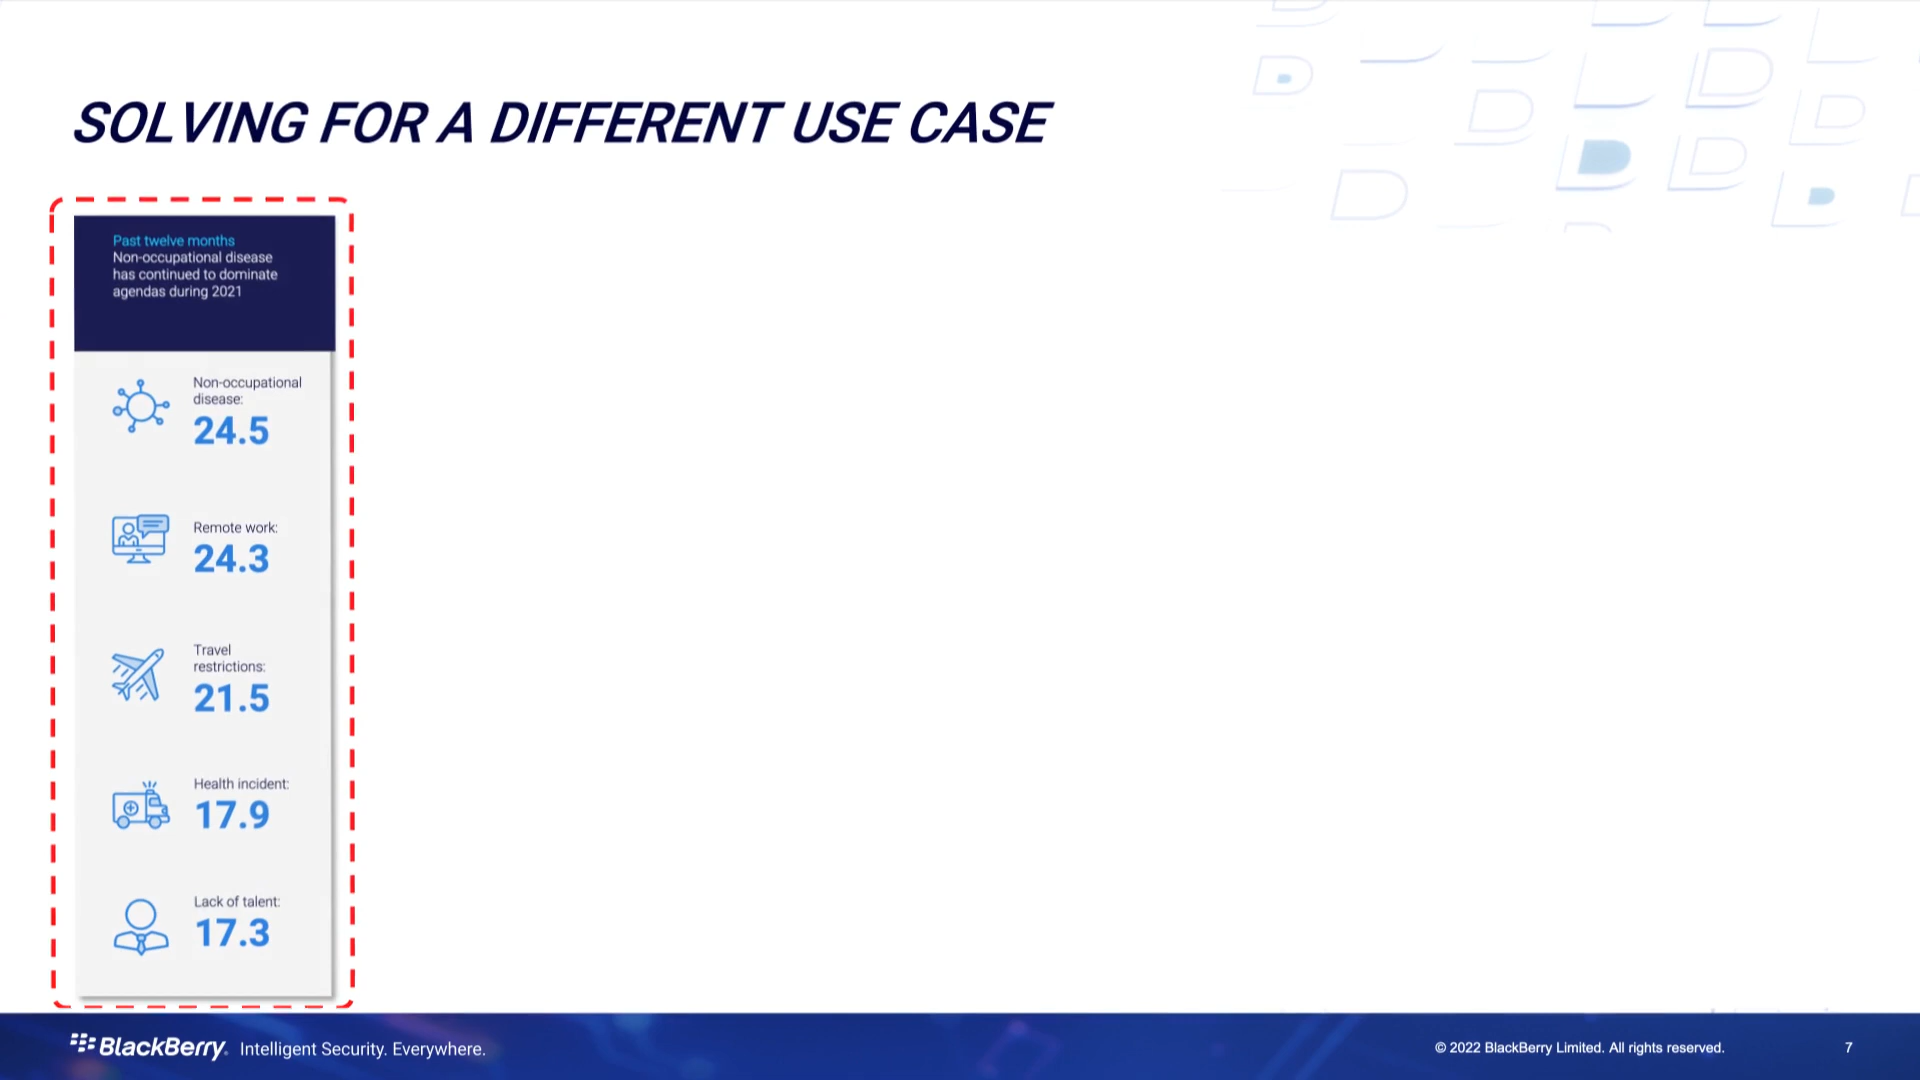 SOLVING FOR A DIFFERENT USE CASE
Past twelve months
Non-occupational disease
has continued to dominate
agendas during 2021
Non-occupational
disease:
24.5
Remote work:
24.3
Travel
restrictions:
21.5
Health incident:
17.9
Lack of talent:
17.3
BlackBerry. Intelligent Security. Everywhere.
© 2022 BlackBerry Limited. All rights reserved.
7